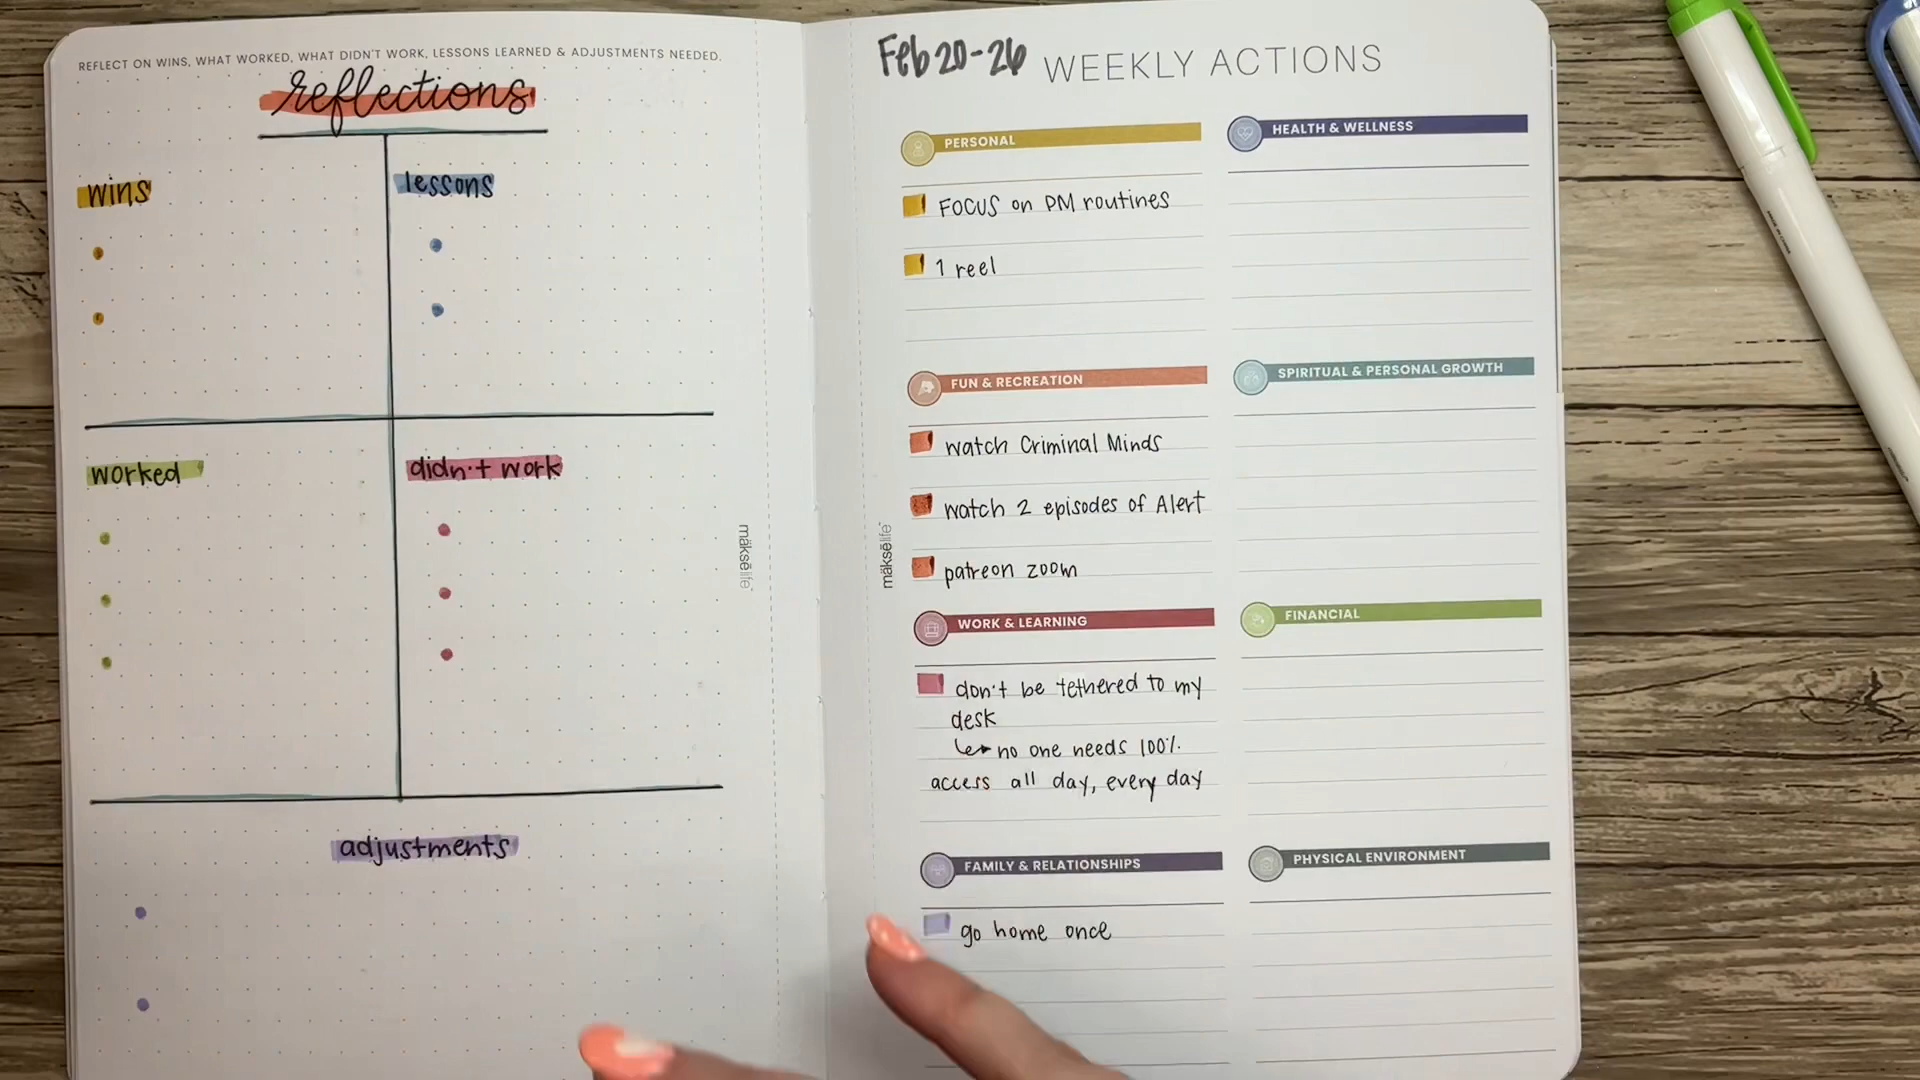 REFLECT ON WINS, WHAT WORKED, WHAT DIDN'T WORK, LESSONS LEARNED & ADJUSTMENTS NEEDED.
reflections
wins
lessons
worked
didn't work
adjustments
mäksēlife
Feb 20-26 WEEKLY ACTIONS
PERSONAL
FOCUS on PM routines
1 reel
FUN & RECREATION
watch Criminal Minds
watch 2 episodes of Alert
patreon zoom
WORK & LEARNING
don't be tethered to my
desk
↳ no one needs 100%
access all day, every day
FAMILY & RELATIONSHIPS
go home once
HEALTH & WELLNESS
SPIRITUAL & PERSONAL GROWTH
FINANCIAL
PHYSICAL ENVIRONMENT
mäksēlife